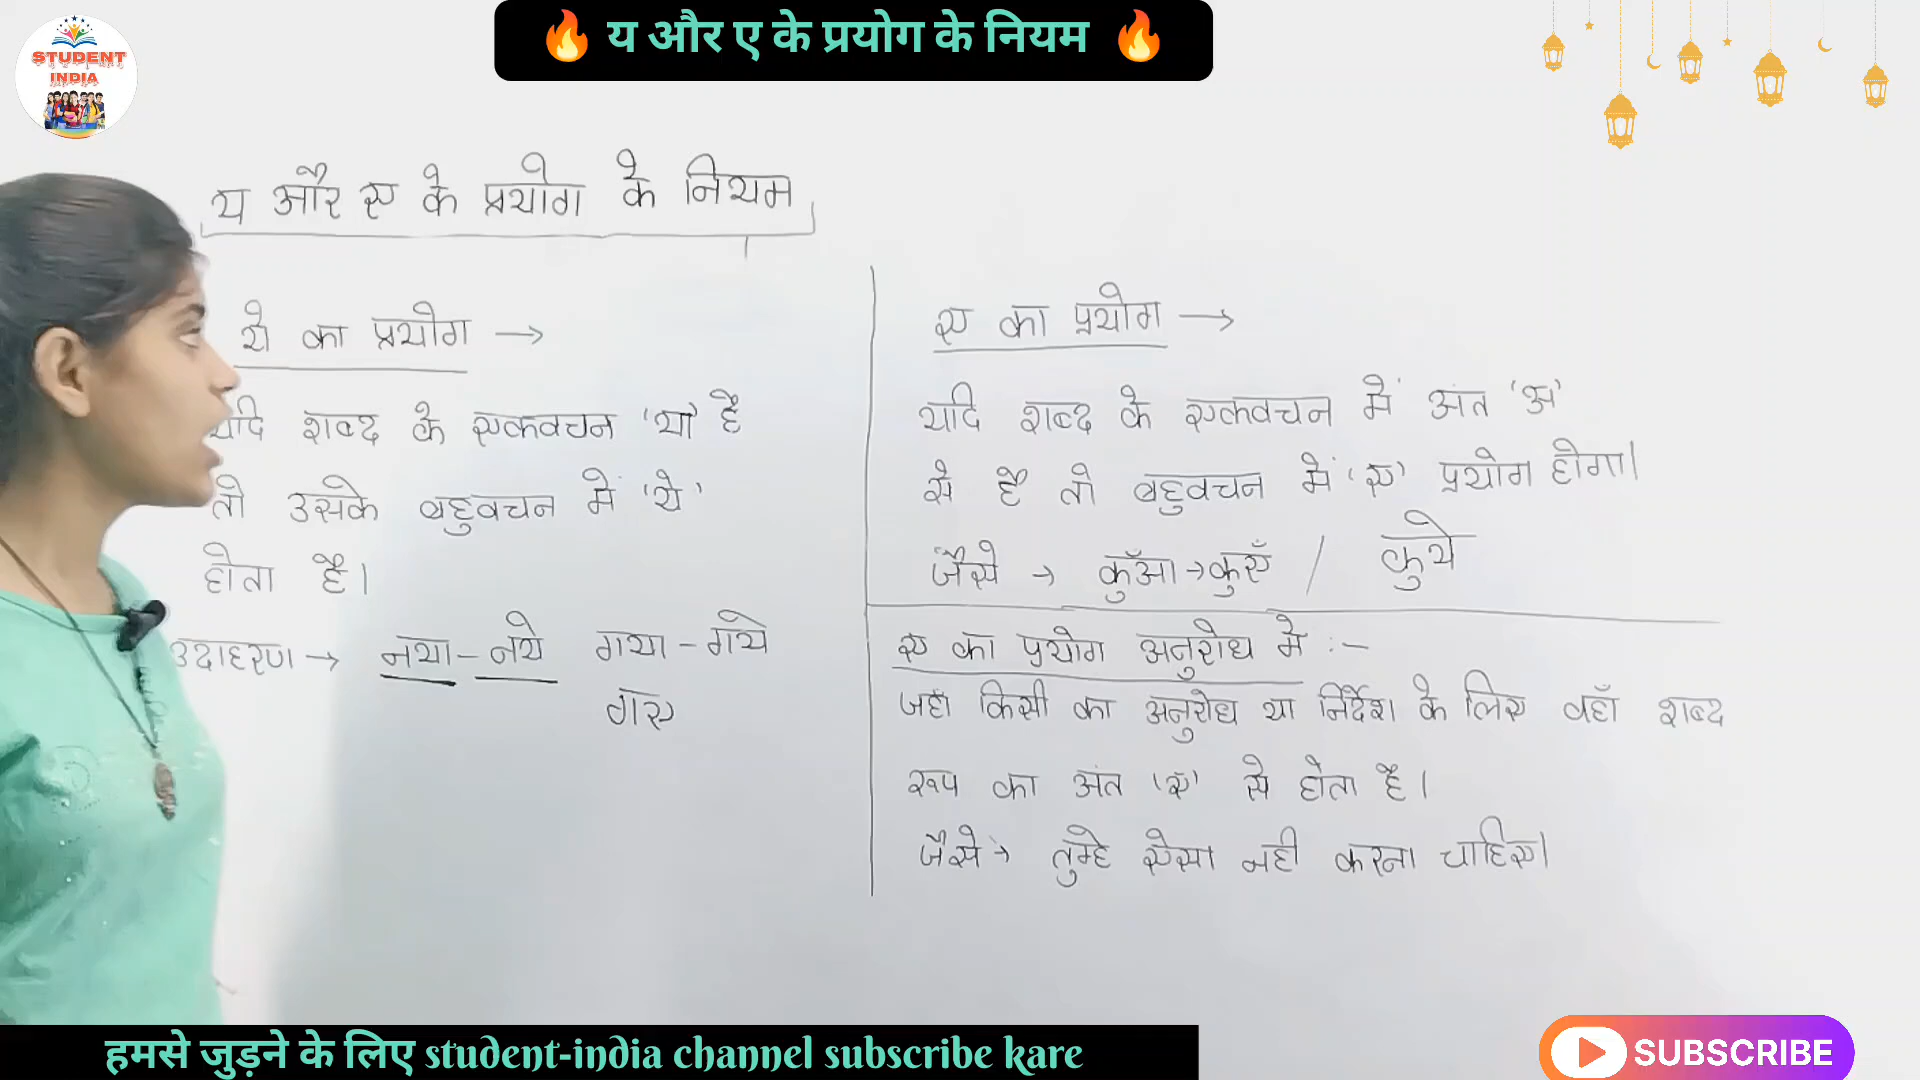 STUDENT
INDIA
🔥 य और ए के प्रयोग के नियम 🔥
य और ए के प्रयोग के नियम
ये का प्रयोग →
यदि शब्द के एकवचन 'या' है
तो उसके बहुवचन में 'ये'
होता है।
उदाहरण → नया - नये गया - गये
गए
ए का प्रयोग →
यदि शब्द के एकवचन में अंत 'अ'
से है तो बहुवचन में 'ए' प्रयोग होगा।
जैसे → कुँआ → कुएँ / कुये
ए का प्रयोग अनुरोध मे :-
जहाँ किसी का अनुरोध या निर्देश के लिए वहाँ शब्द
रूप का अंत 'ए' से होता है।
जैसे → तुम्हे ऐसा नही करना चाहिए।
हमसे जुड़ने के लिए student-india channel subscribe kare
SUBSCRIBE